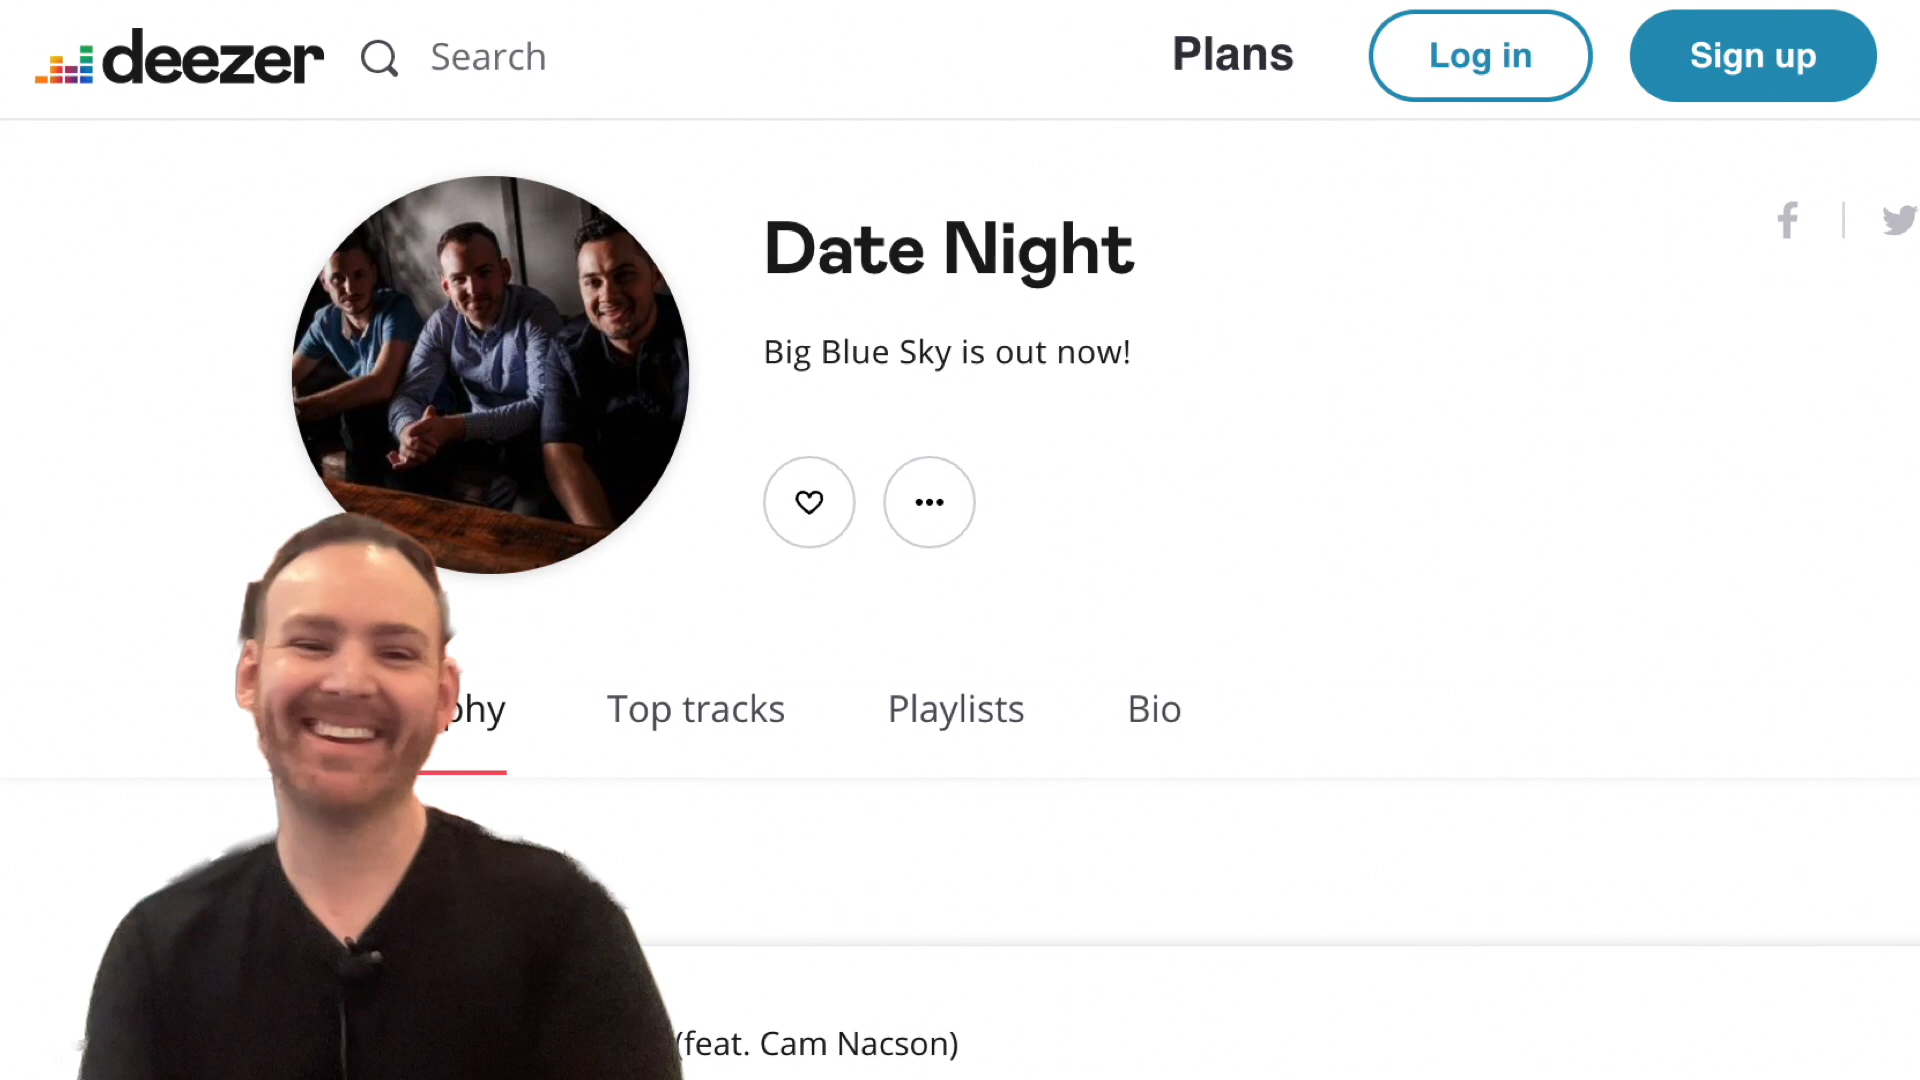 deezer
Search
Plans
Log in
Sign up
Date Night
Big Blue Sky is out now!
Top tracks
Playlists
Bio
(feat. Cam Nacson)